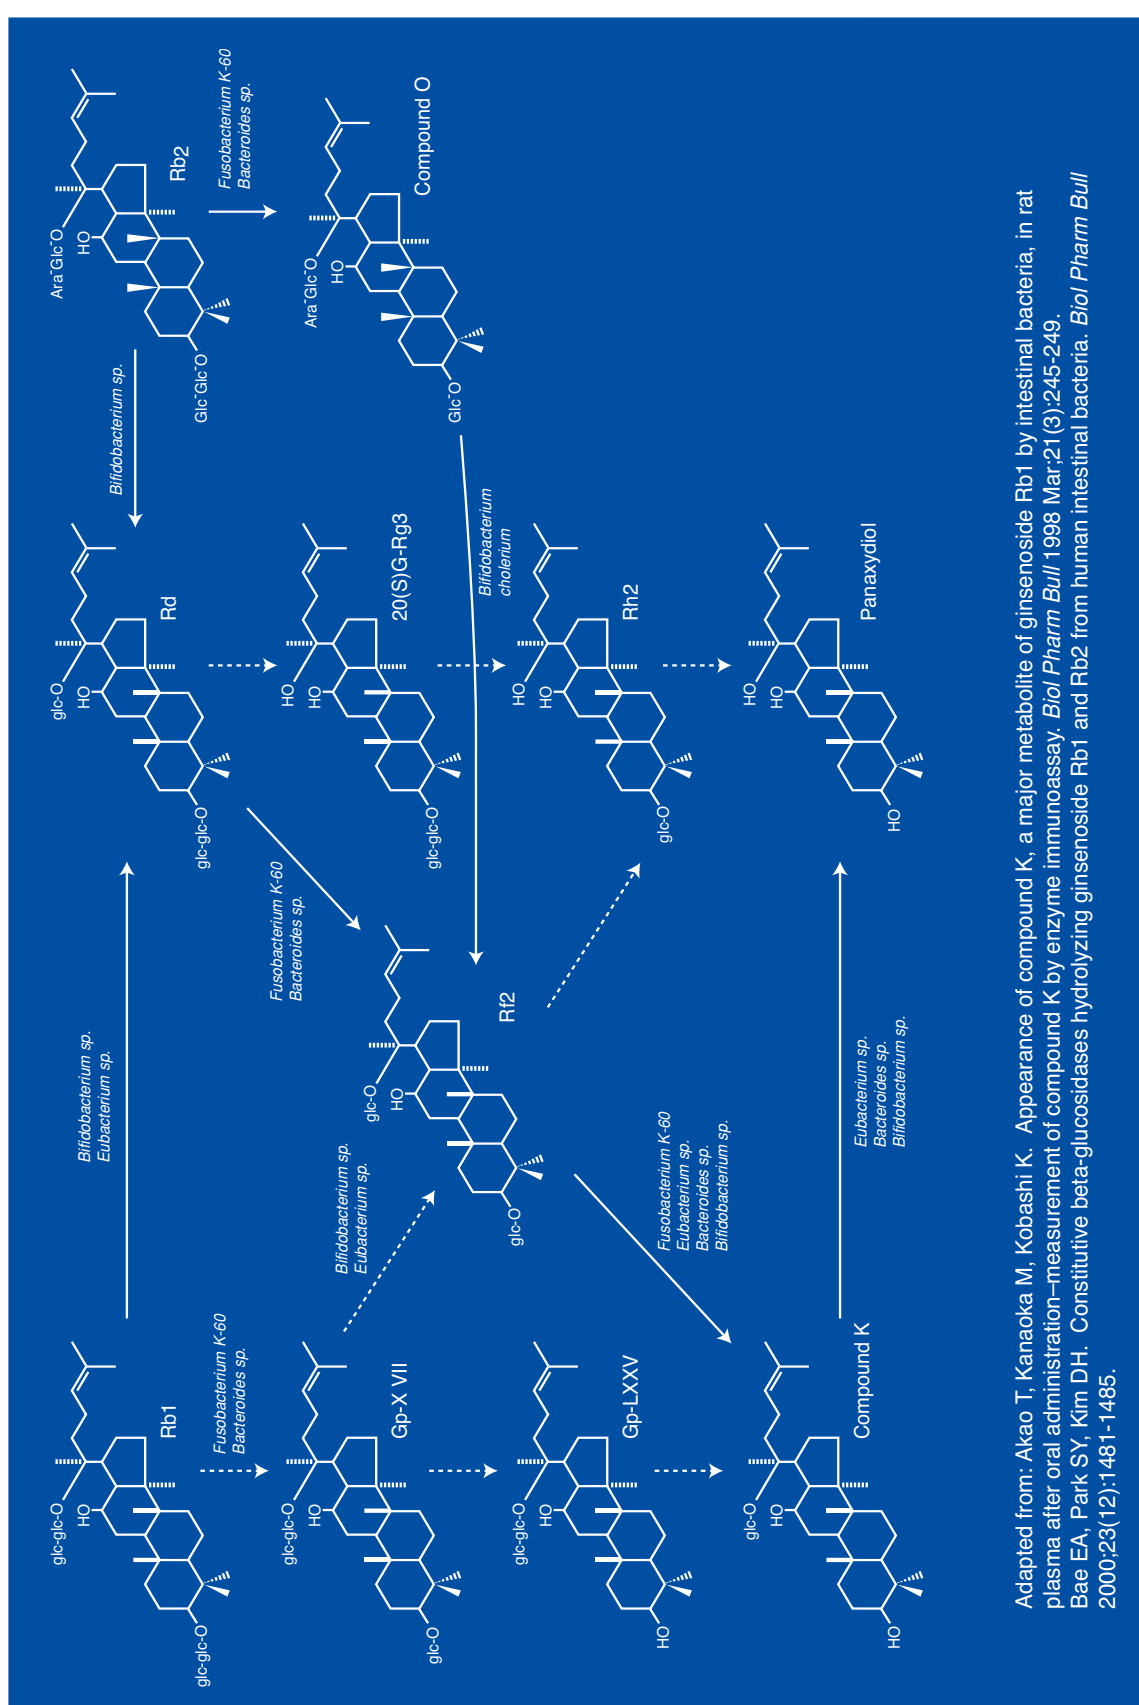 glc-glc-O
HO
glc-glc-O
Rb1
Bifidobacterium sp.
Eubacterium sp.
glc-O
HO
glc-glc-O
Rd
Bifidobacterium sp.
Ara-Glc-O
HO
Glc-Glc-O
Rb2
Fusobacterium K-60
Bacteroides sp.
Fusobacterium K-60
Bacteroides sp.
glc-glc-O
HO
glc-O
Gp-X VII
Fusobacterium K-60
Bacteroides sp.
HO
HO
glc-glc-O
20(S)G-Rg3
Ara-Glc-O
HO
Glc-O
Compound O
Bifidobacterium sp.
Eubacterium sp.
glc-O
HO
glc-O
Rf2
Bifidobacterium
cholerium
glc-glc-O
HO
HO
Gp-LXXV
HO
HO
glc-O
Rh2
Fusobacterium K-60
Eubacterium sp.
Bacteroides sp.
Bifidobacterium sp.
glc-O
HO
HO
Compound K
Eubacterium sp.
Bacteroides sp.
Bifidobacterium sp.
HO
HO
HO
Panaxydiol
Adapted from: Akao T, Kanaoka M, Kobashi K. Appearance of compound K, a major metabolite of ginsenoside Rb1 by intestinal bacteria, in rat
plasma after oral administration–measurement of compound K by enzyme immunoassay. Biol Pharm Bull 1998 Mar;21(3):245-249.
Bae EA, Park SY, Kim DH. Constitutive beta-glucosidases hydrolyzing ginsenoside Rb1 and Rb2 from human intestinal bacteria. Biol Pharm Bull
2000;23(12):1481-1485.